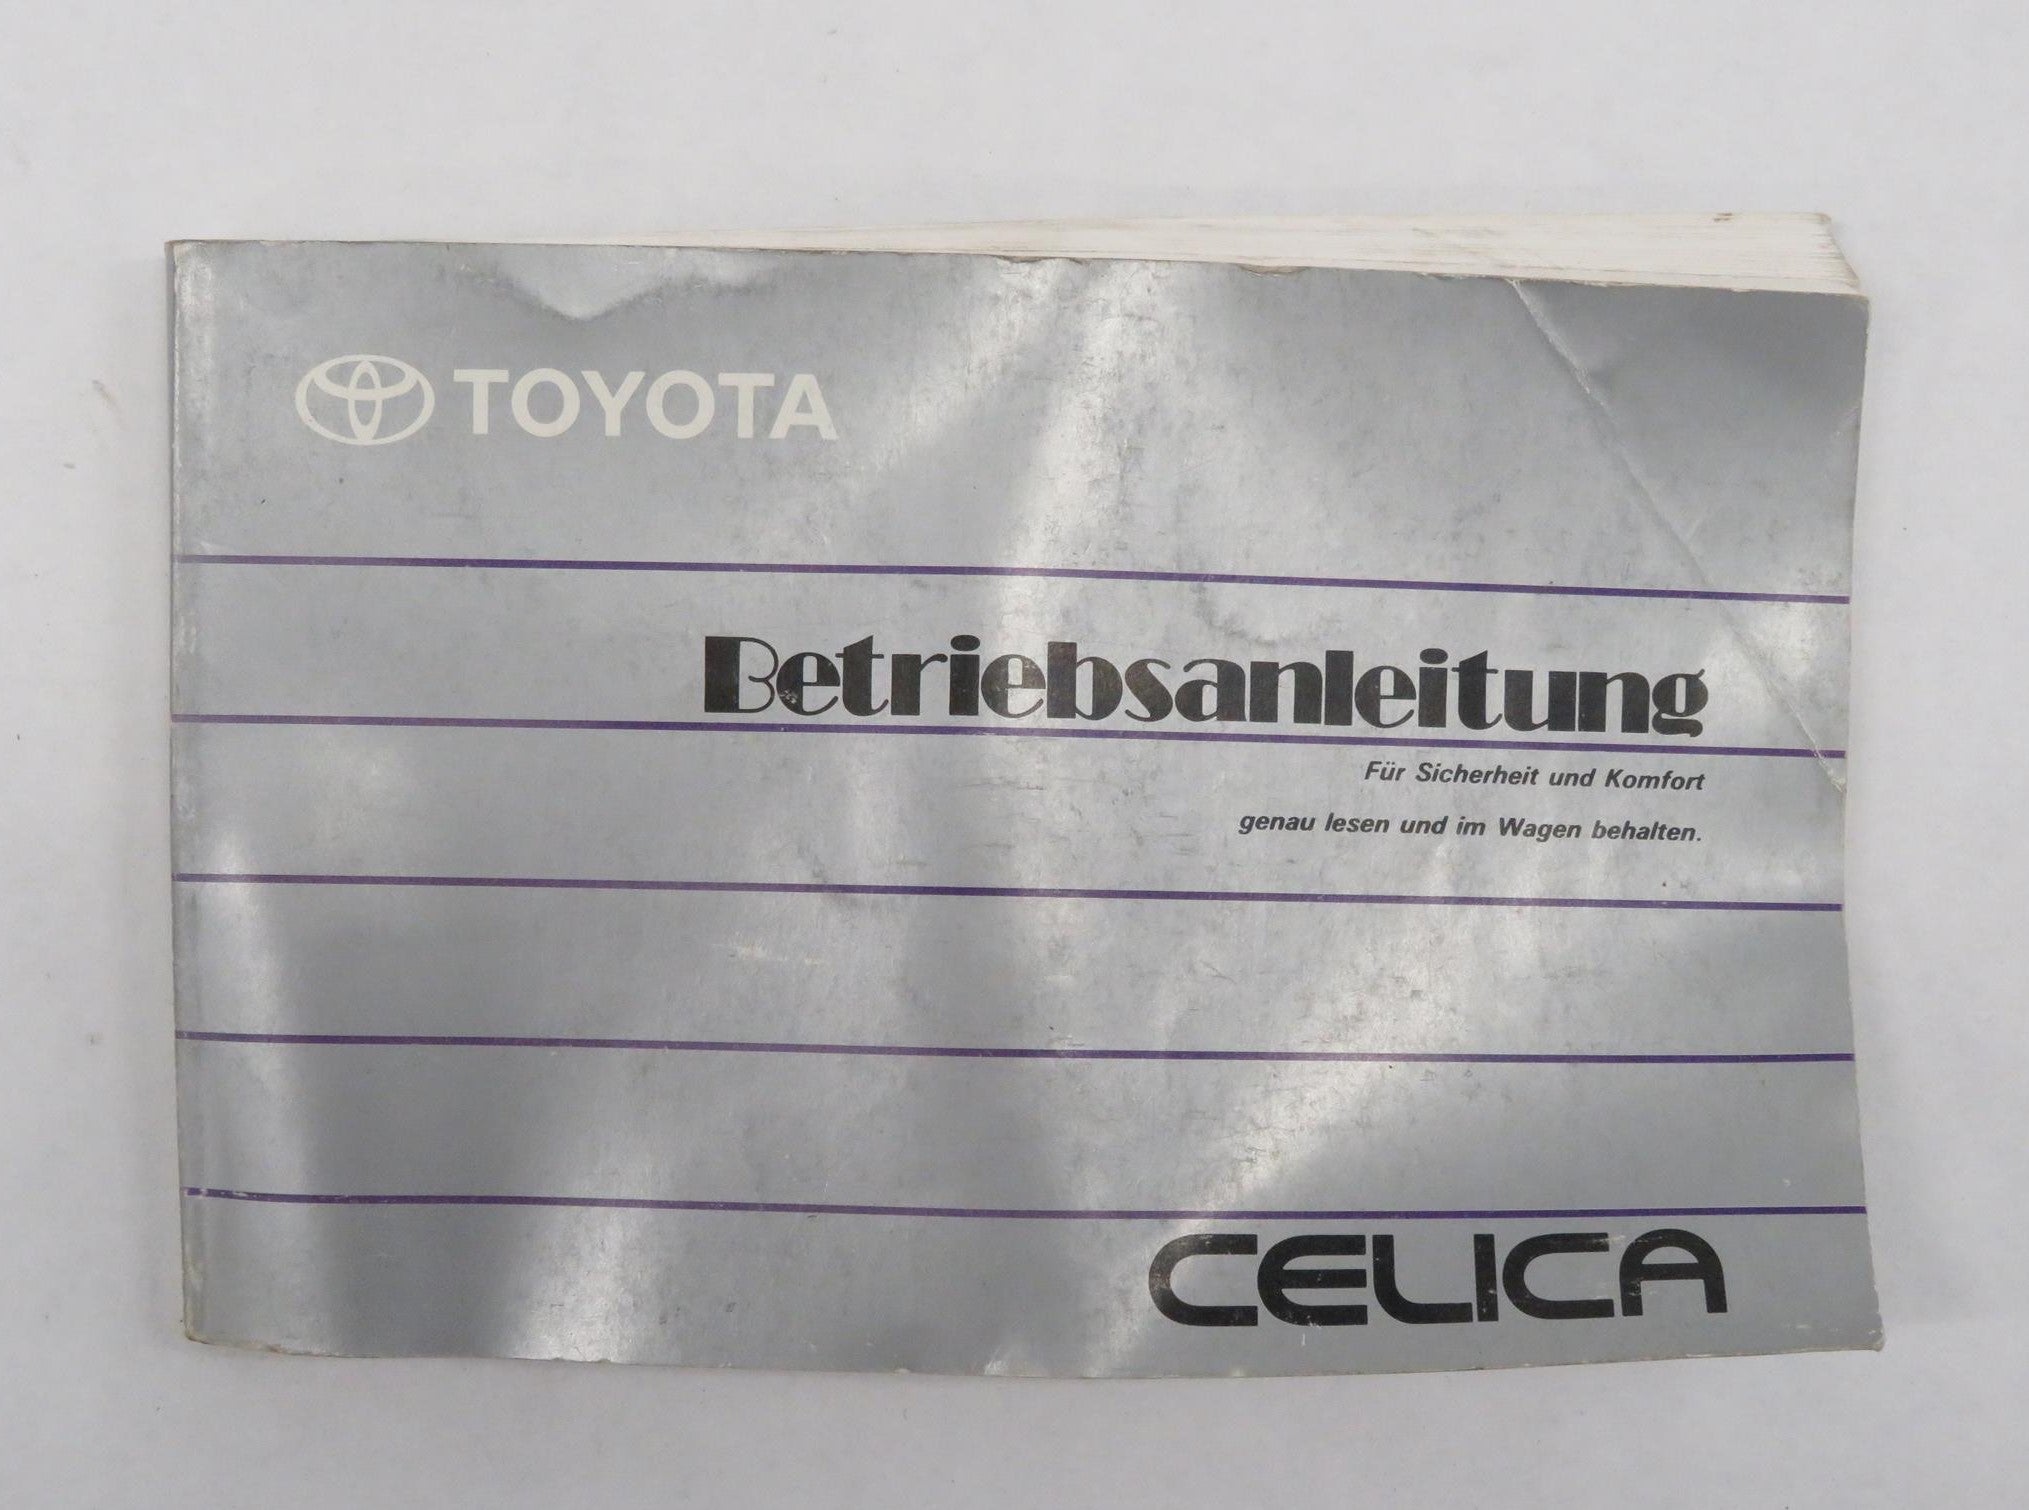 TOYOTA
Betriebsanleitung
Für Sicherheit und Komfort
genau lesen und im Wagen behalten.
CELICA